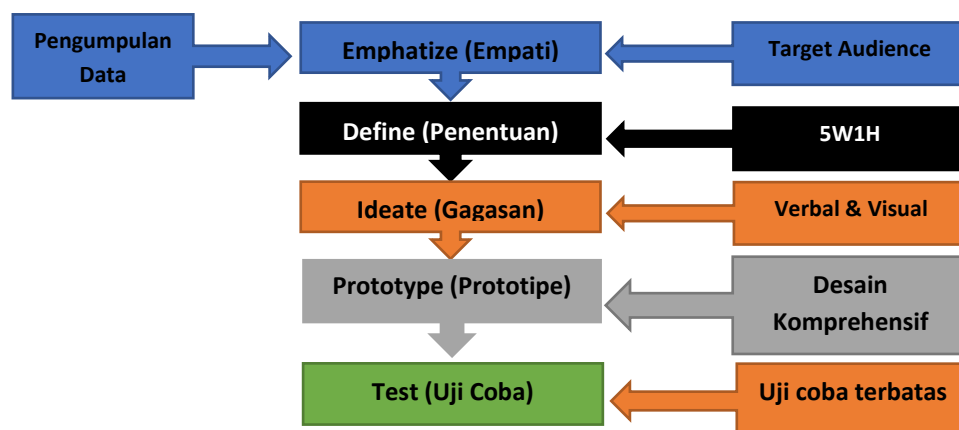 Pengumpulan
Data
Emphatize (Empati)
Target Audience
Define (Penentuan)
5W1H
Ideate (Gagasan)
Verbal & Visual
Prototype (Prototipe)
Desain
Komprehensif
Test (Uji Coba)
Uji coba terbatas